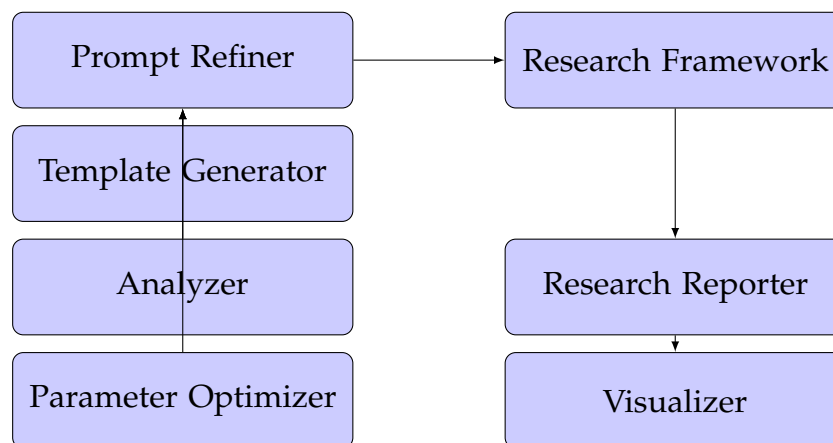 Prompt Refiner
Research Framework
Template Generator
Analyzer
Research Reporter
Parameter Optimizer
Visualizer